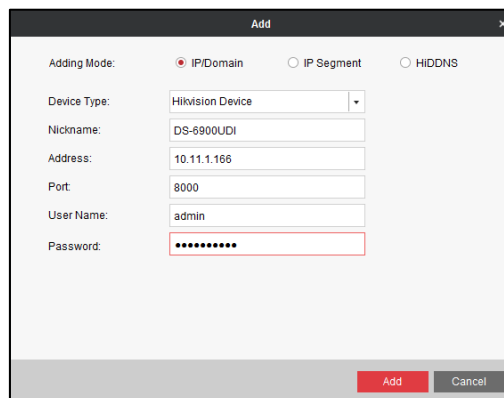 Add ×
Adding Mode: IP/Domain IP Segment HiDDNS
Device Type: Hikvision Device
Nickname: DS-6900UDI
Address: 10.11.1.166
Port: 8000
User Name: admin
Password: ●●●●●●●●●●
Add Cancel